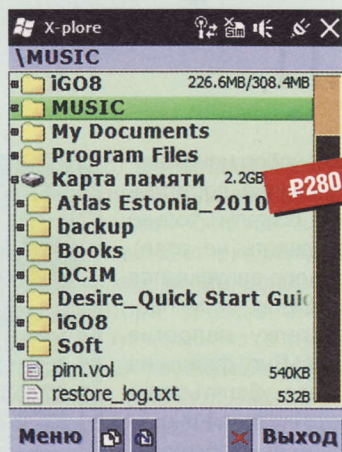 X-plore
\MUSIC
iGO8 226.6MB/308.4MB
MUSIC
My Documents
Program Files
Карта памяти 2.2GB
₽280
Atlas Estonia_2010
backup
Books
DCIM
Desire_Quick Start Guid
iGO8
Soft
pim.vol 540KB
restore_log.txt 532B
Меню Выход